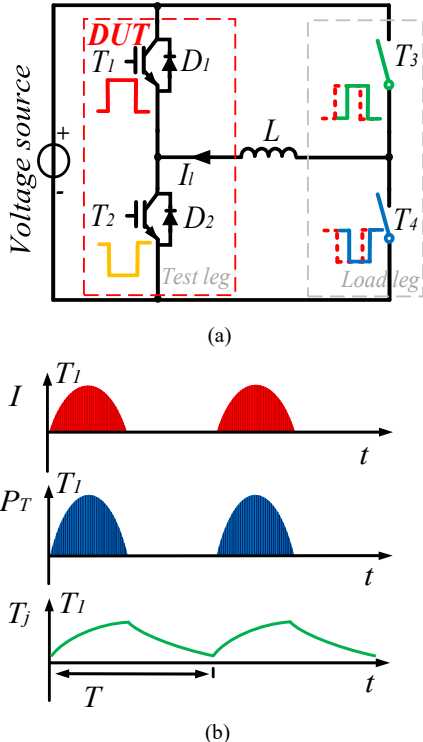 DUT
T1
D1
T3
Voltage source
+
-
L
Il
T2
D2
T4
Test leg
Load leg
(a)
I
T1
t
PT
T1
t
Tj
T1
T
t
(b)